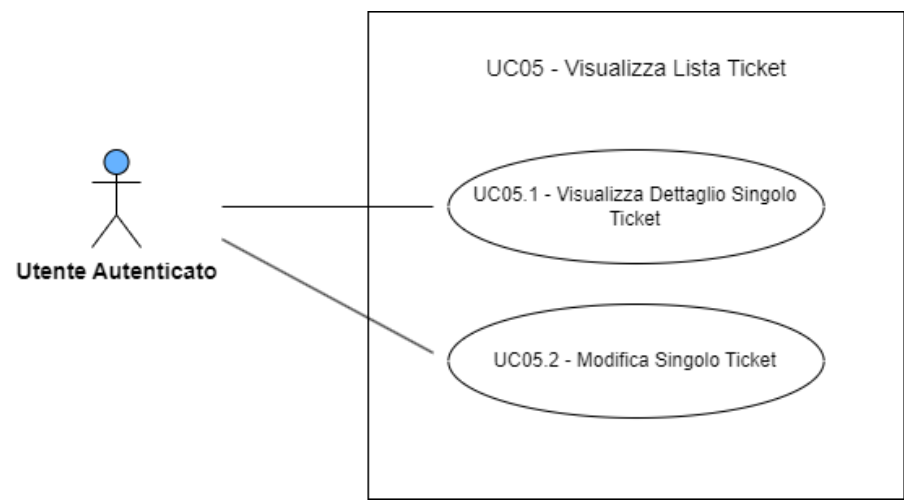 UC05 - Visualizza Lista Ticket
UC05.1 - Visualizza Dettaglio Singolo
Ticket
Utente Autenticato
UC05.2 - Modifica Singolo Ticket